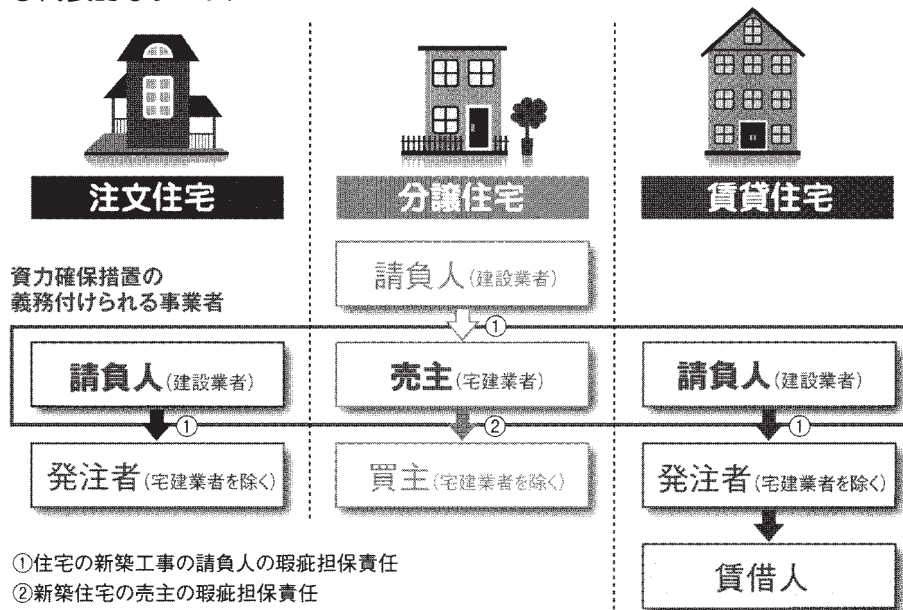 注文住宅
分譲住宅
賃貸住宅
資力確保措置の
義務付けられる事業者
請負人(建設業者)
①
請負人(建設業者)
売主(宅建業者)
請負人(建設業者)
①
②
①
発注者(宅建業者を除く)
買主(宅建業者を除く)
発注者(宅建業者を除く)
賃借人
①住宅の新築工事の請負人の瑕疵担保責任
②新築住宅の売主の瑕疵担保責任